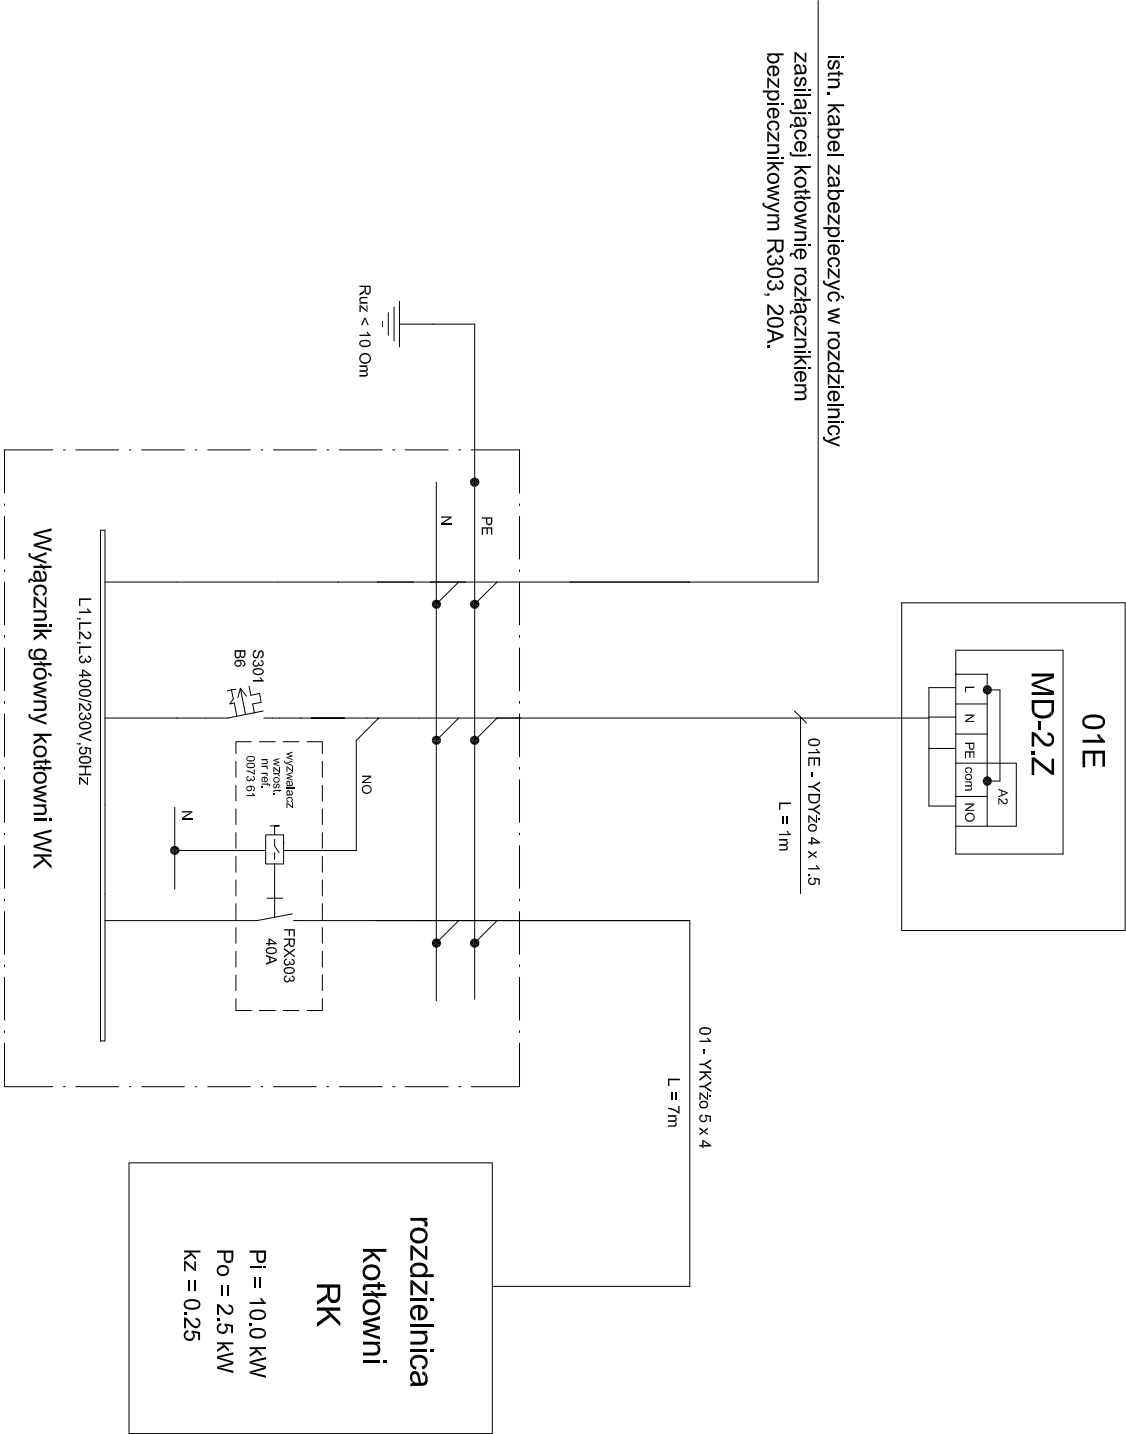 istn. kabel zabezpieczyć w rozdzielnicy
zasilającej kotłownię rozłącznikiem
bezpiecznikowym R303, 20A.
01E
MD-2.Z
A2
L
N
PE
com
NO
01E - YDYżo 4 x 1.5
L = 1m
01 - YKYżo 5 x 4
L = 7m
Ruz < 10 Om
PE
N
NO
S301
B6
wyzwalacz
wzrost.
nr ref.
0073 61
N
FRX303
40A
L1,L2,L3 400/230V,50Hz
Wyłącznik główny kotłowni WK
rozdzielnica
kotłowni
RK
Pi = 10.0 kW
Po = 2.5 kW
kz = 0.25